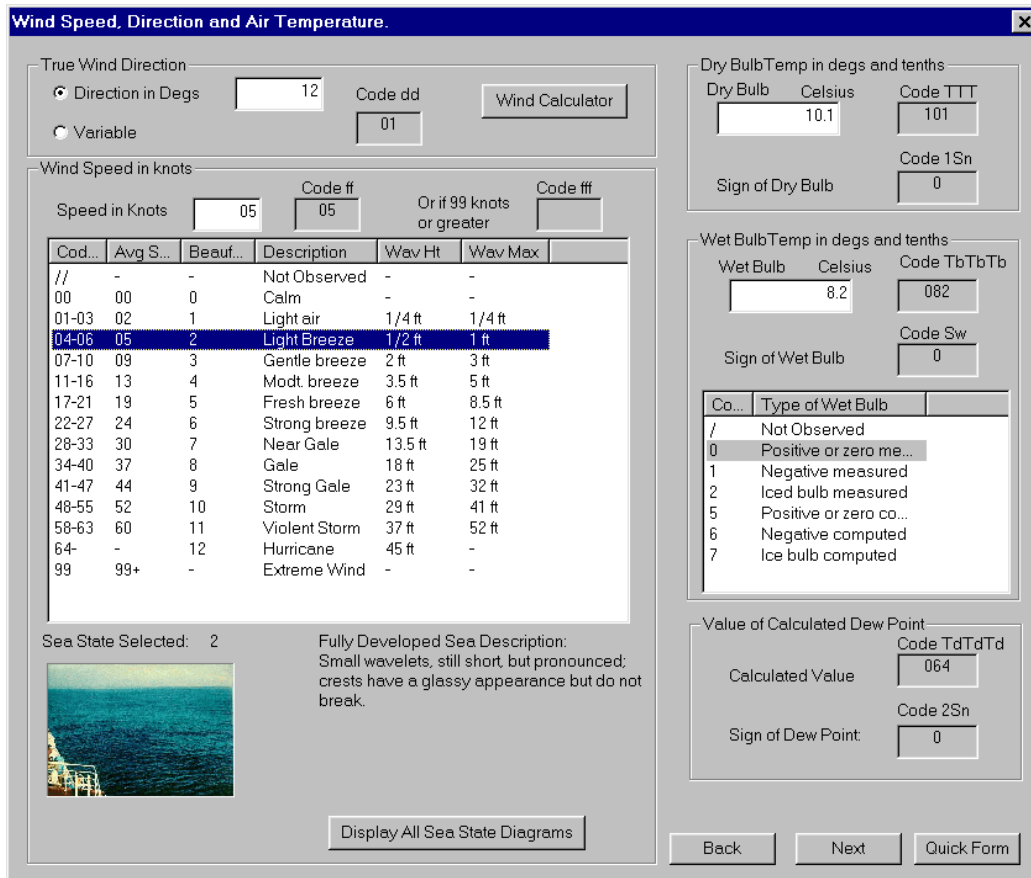 Wind Speed, Direction and Air Temperature.
True Wind Direction
Direction in Degs 12 Code dd Wind Calculator
01
Variable
Wind Speed in knots
Code ff Code fff
Speed in Knots 05 05 Or if 99 knots
or greater
Cod... Avg S... Beauf... Description Wav Ht Wav Max
// - - Not Observed - -
00 00 0 Calm - -
01-03 02 1 Light air 1/4 ft 1/4 ft
04-06 05 2 Light Breeze 1/2 ft 1 ft
07-10 09 3 Gentle breeze 2 ft 3 ft
11-16 13 4 Modt. breeze 3.5 ft 5 ft
17-21 19 5 Fresh breeze 6 ft 8.5 ft
22-27 24 6 Strong breeze 9.5 ft 12 ft
28-33 30 7 Near Gale 13.5 ft 19 ft
34-40 37 8 Gale 18 ft 25 ft
41-47 44 9 Strong Gale 23 ft 32 ft
48-55 52 10 Storm 29 ft 41 ft
58-63 60 11 Violent Storm 37 ft 52 ft
64- - 12 Hurricane 45 ft -
99 99+ - Extreme Wind - -
Sea State Selected: 2
Fully Developed Sea Description:
Small wavelets, still short, but pronounced;
crests have a glassy appearance but do not
break.
Display All Sea State Diagrams
Dry BulbTemp in degs and tenths
Dry Bulb Celsius Code TTT
10.1 101
Code 1Sn
Sign of Dry Bulb 0
Wet BulbTemp in degs and tenths
Wet Bulb Celsius Code TbTbTb
8.2 082
Code Sw
Sign of Wet Bulb 0
Co... Type of Wet Bulb
/ Not Observed
0 Positive or zero me...
1 Negative measured
2 Iced bulb measured
5 Positive or zero co...
6 Negative computed
7 Ice bulb computed
Value of Calculated Dew Point
Code TdTdTd
Calculated Value 064
Code 2Sn
Sign of Dew Point: 0
Back Next Quick Form